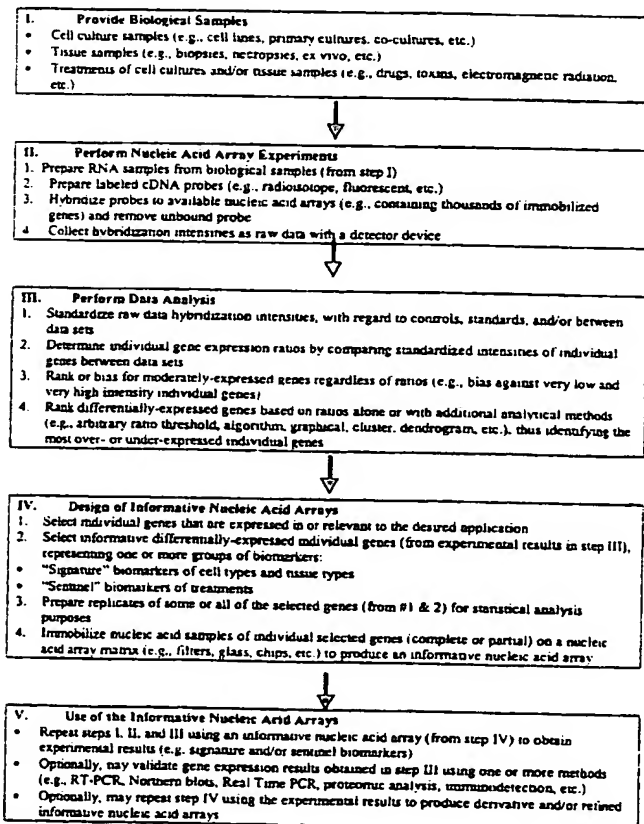 I. Provide Biological Samples
• Cell culture samples (e.g., cell lines, primary cultures, co-cultures, etc.)
• Tissue samples (e.g., biopsies, necropsies, ex vivo, etc.)
• Treatments of cell cultures and/or tissue samples (e.g., drugs, toxins, electromagnetic radiation,
etc.)
II. Perform Nucleic Acid Array Experiments
1. Prepare RNA samples from biological samples (from step I)
2. Prepare labeled cDNA probes (e.g., radioisotope, fluorescent, etc.)
3. Hybridize probes to available nucleic acid arrays (e.g., containing thousands of immobilized
genes) and remove unbound probe
4 Collect hybridization intensities as raw data with a detector device
III. Perform Data Analysis
1. Standardize raw data hybridization intensities, with regard to controls, standards, and/or between
data sets
2. Determine individual gene expression ratios by comparing standardized intensities of individual
genes between data sets
3. Rank or bias for moderately-expressed genes regardless of ratios (e.g., bias against very low and
very high intensity individual genes)
4. Rank differentially-expressed genes based on ratios alone or with additional analytical methods
(e.g., arbitrary ratio threshold, algorithm, graphical, cluster, dendrogram, etc.), thus identifying the
most over- or under-expressed individual genes
IV. Design of Informative Nucleic Acid Arrays
1. Select individual genes that are expressed in or relevant to the desired application
2. Select informative differentially-expressed individual genes (from experimental results in step III),
representing one or more groups of biomarkers:
• "Signature" biomarkers of cell types and tissue types
• "Sentinel" biomarkers of treatments
3. Prepare replicates of some or all of the selected genes (from #1 & 2) for statistical analysis
purposes
4. Immobilize nucleic acid samples of individual selected genes (complete or partial) on a nucleic
acid array matrix (e.g., filters, glass, chips, etc.) to produce an informative nucleic acid array
V. Use of the Informative Nucleic Acid Arrays
• Repeat steps I, II, and III using an informative nucleic acid array (from step IV) to obtain
experimental results (e.g. signature and/or sentinel biomarkers)
• Optionally, may validate gene expression results obtained in step III using one or more methods
(e.g., RT-PCR, Northern blots, Real Time PCR, proteomic analysis, immunodetection, etc.)
• Optionally, may repeat step IV using the experimental results to produce derivative and/or refined
informative nucleic acid arrays